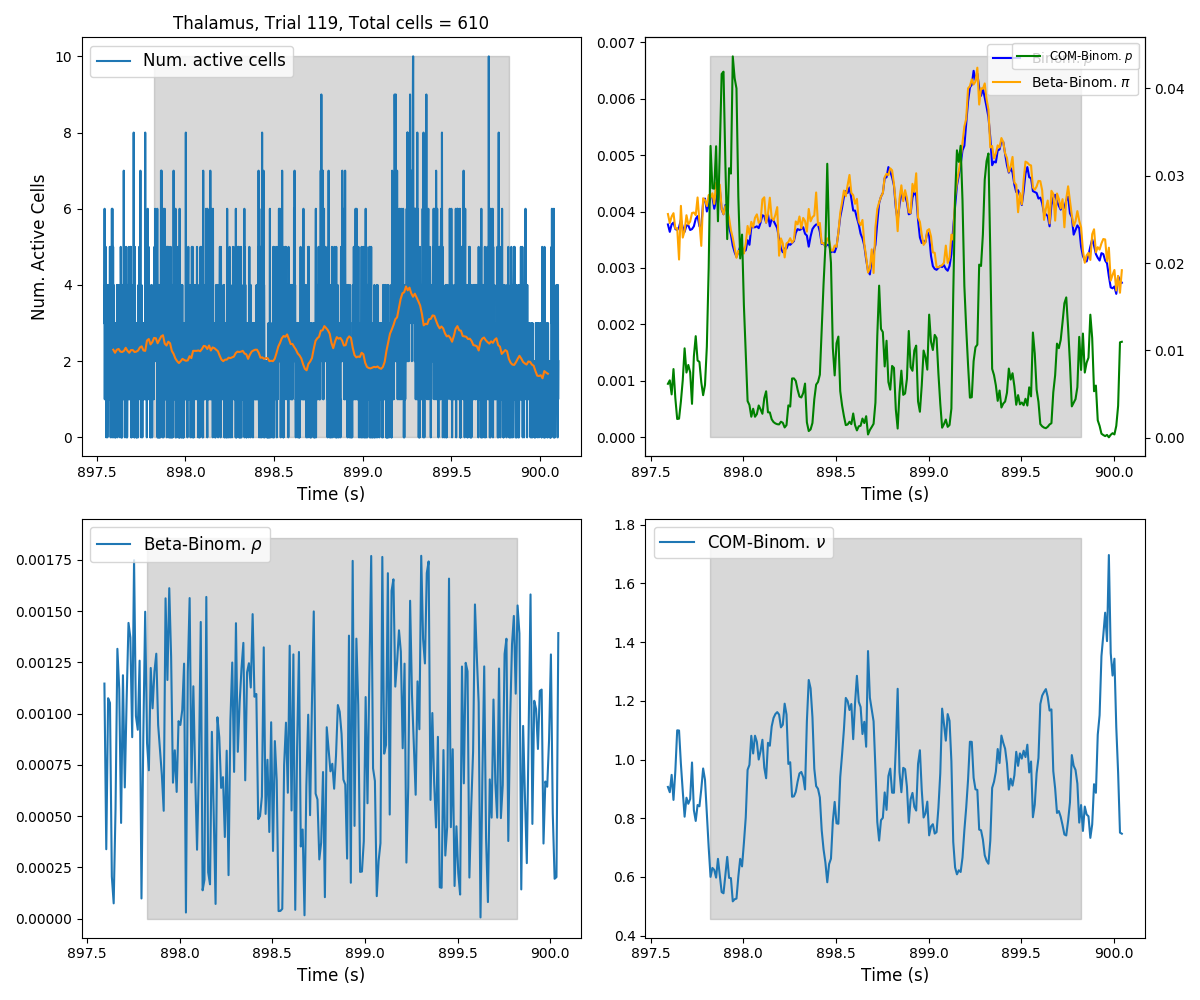 Thalamus, Trial 119, Total cells = 610
Num. active cells
Num. Active Cells
10
8
6
4
2
0
897.5 898.0 898.5 899.0 899.5 900.0
Time (s)
COM-Binom. p
Beta-Binom. π
0.007
0.006
0.005
0.004
0.003
0.002
0.001
0.000
0.04
0.03
0.02
0.01
0.00
897.5 898.0 898.5 899.0 899.5 900.0
Time (s)
Beta-Binom. ρ
0.00175
0.00150
0.00125
0.00100
0.00075
0.00050
0.00025
0.00000
897.5 898.0 898.5 899.0 899.5 900.0
Time (s)
COM-Binom. ν
1.8
1.6
1.4
1.2
1.0
0.8
0.6
0.4
897.5 898.0 898.5 899.0 899.5 900.0
Time (s)